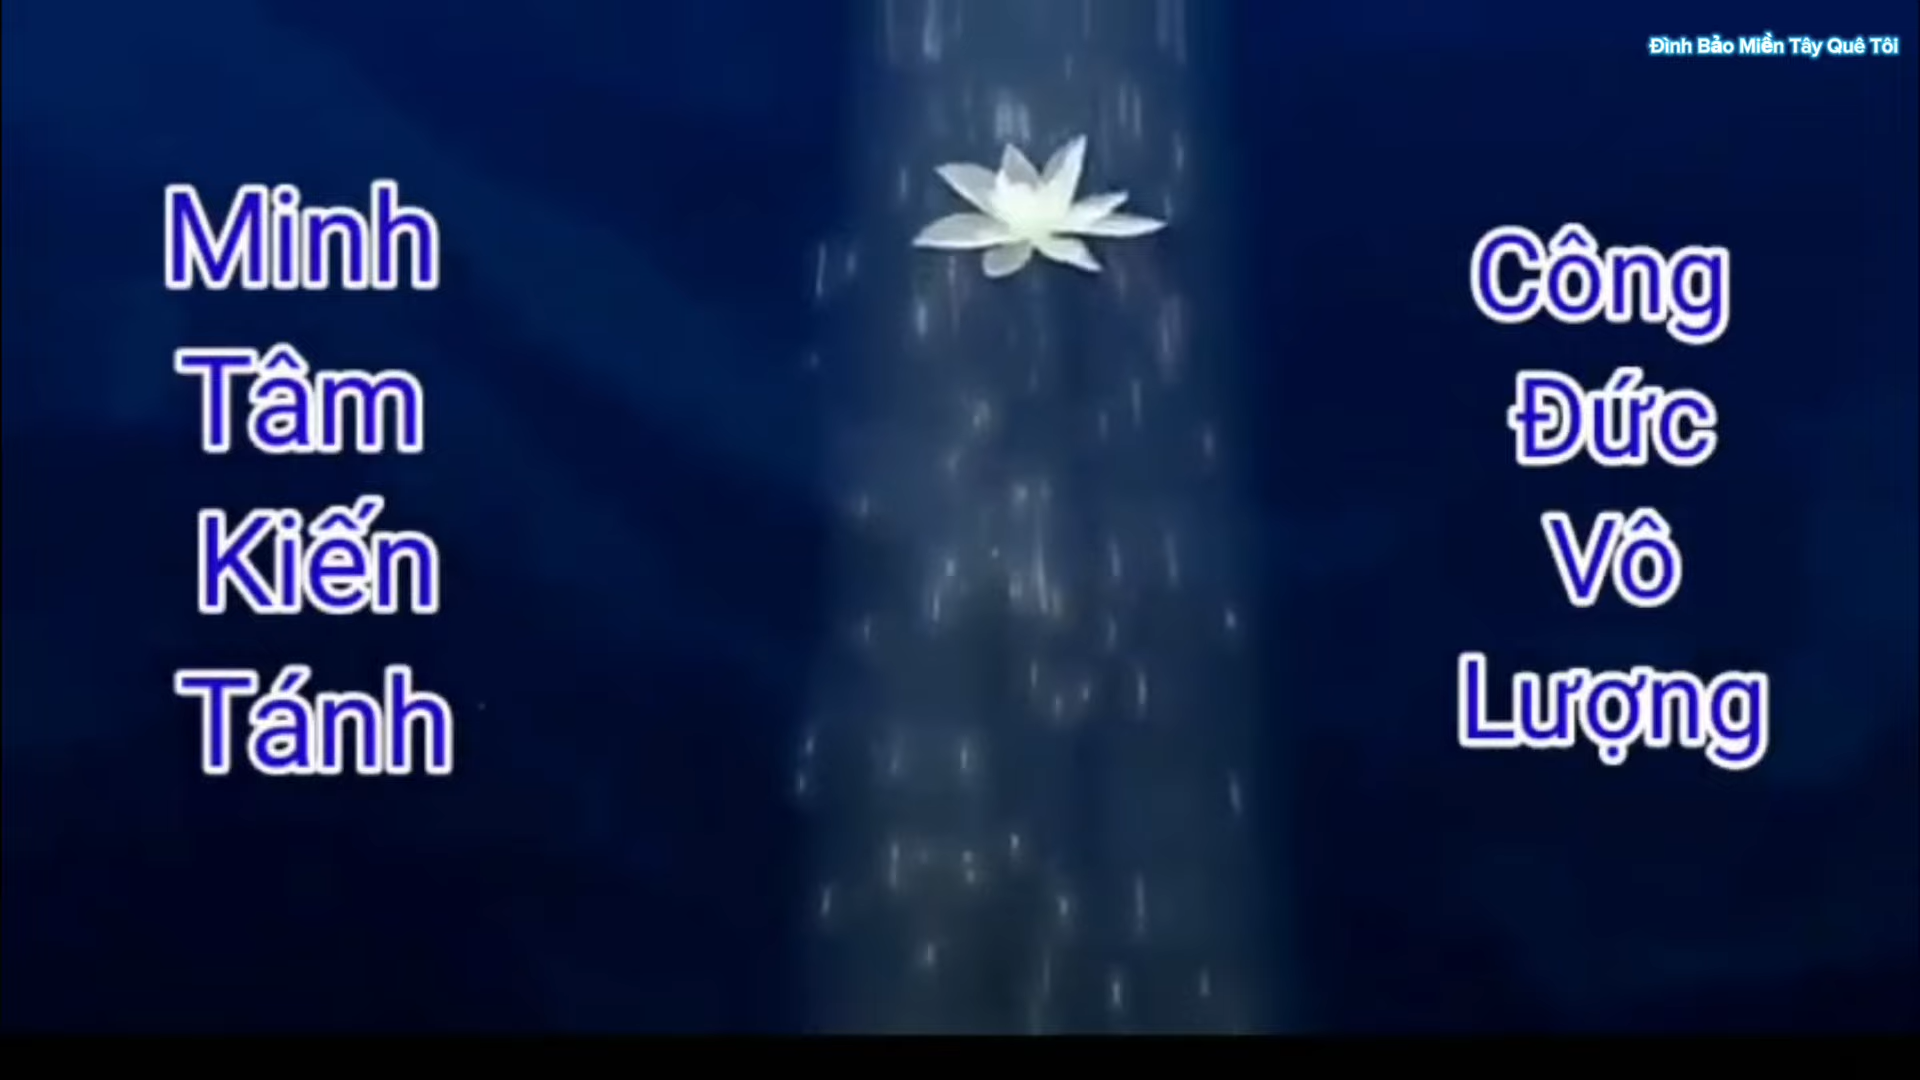 Đình Bảo Miền Tây Quê Tôi
Minh
Tâm
Kiến
Tánh
Công
Đức
Vô
Lượng